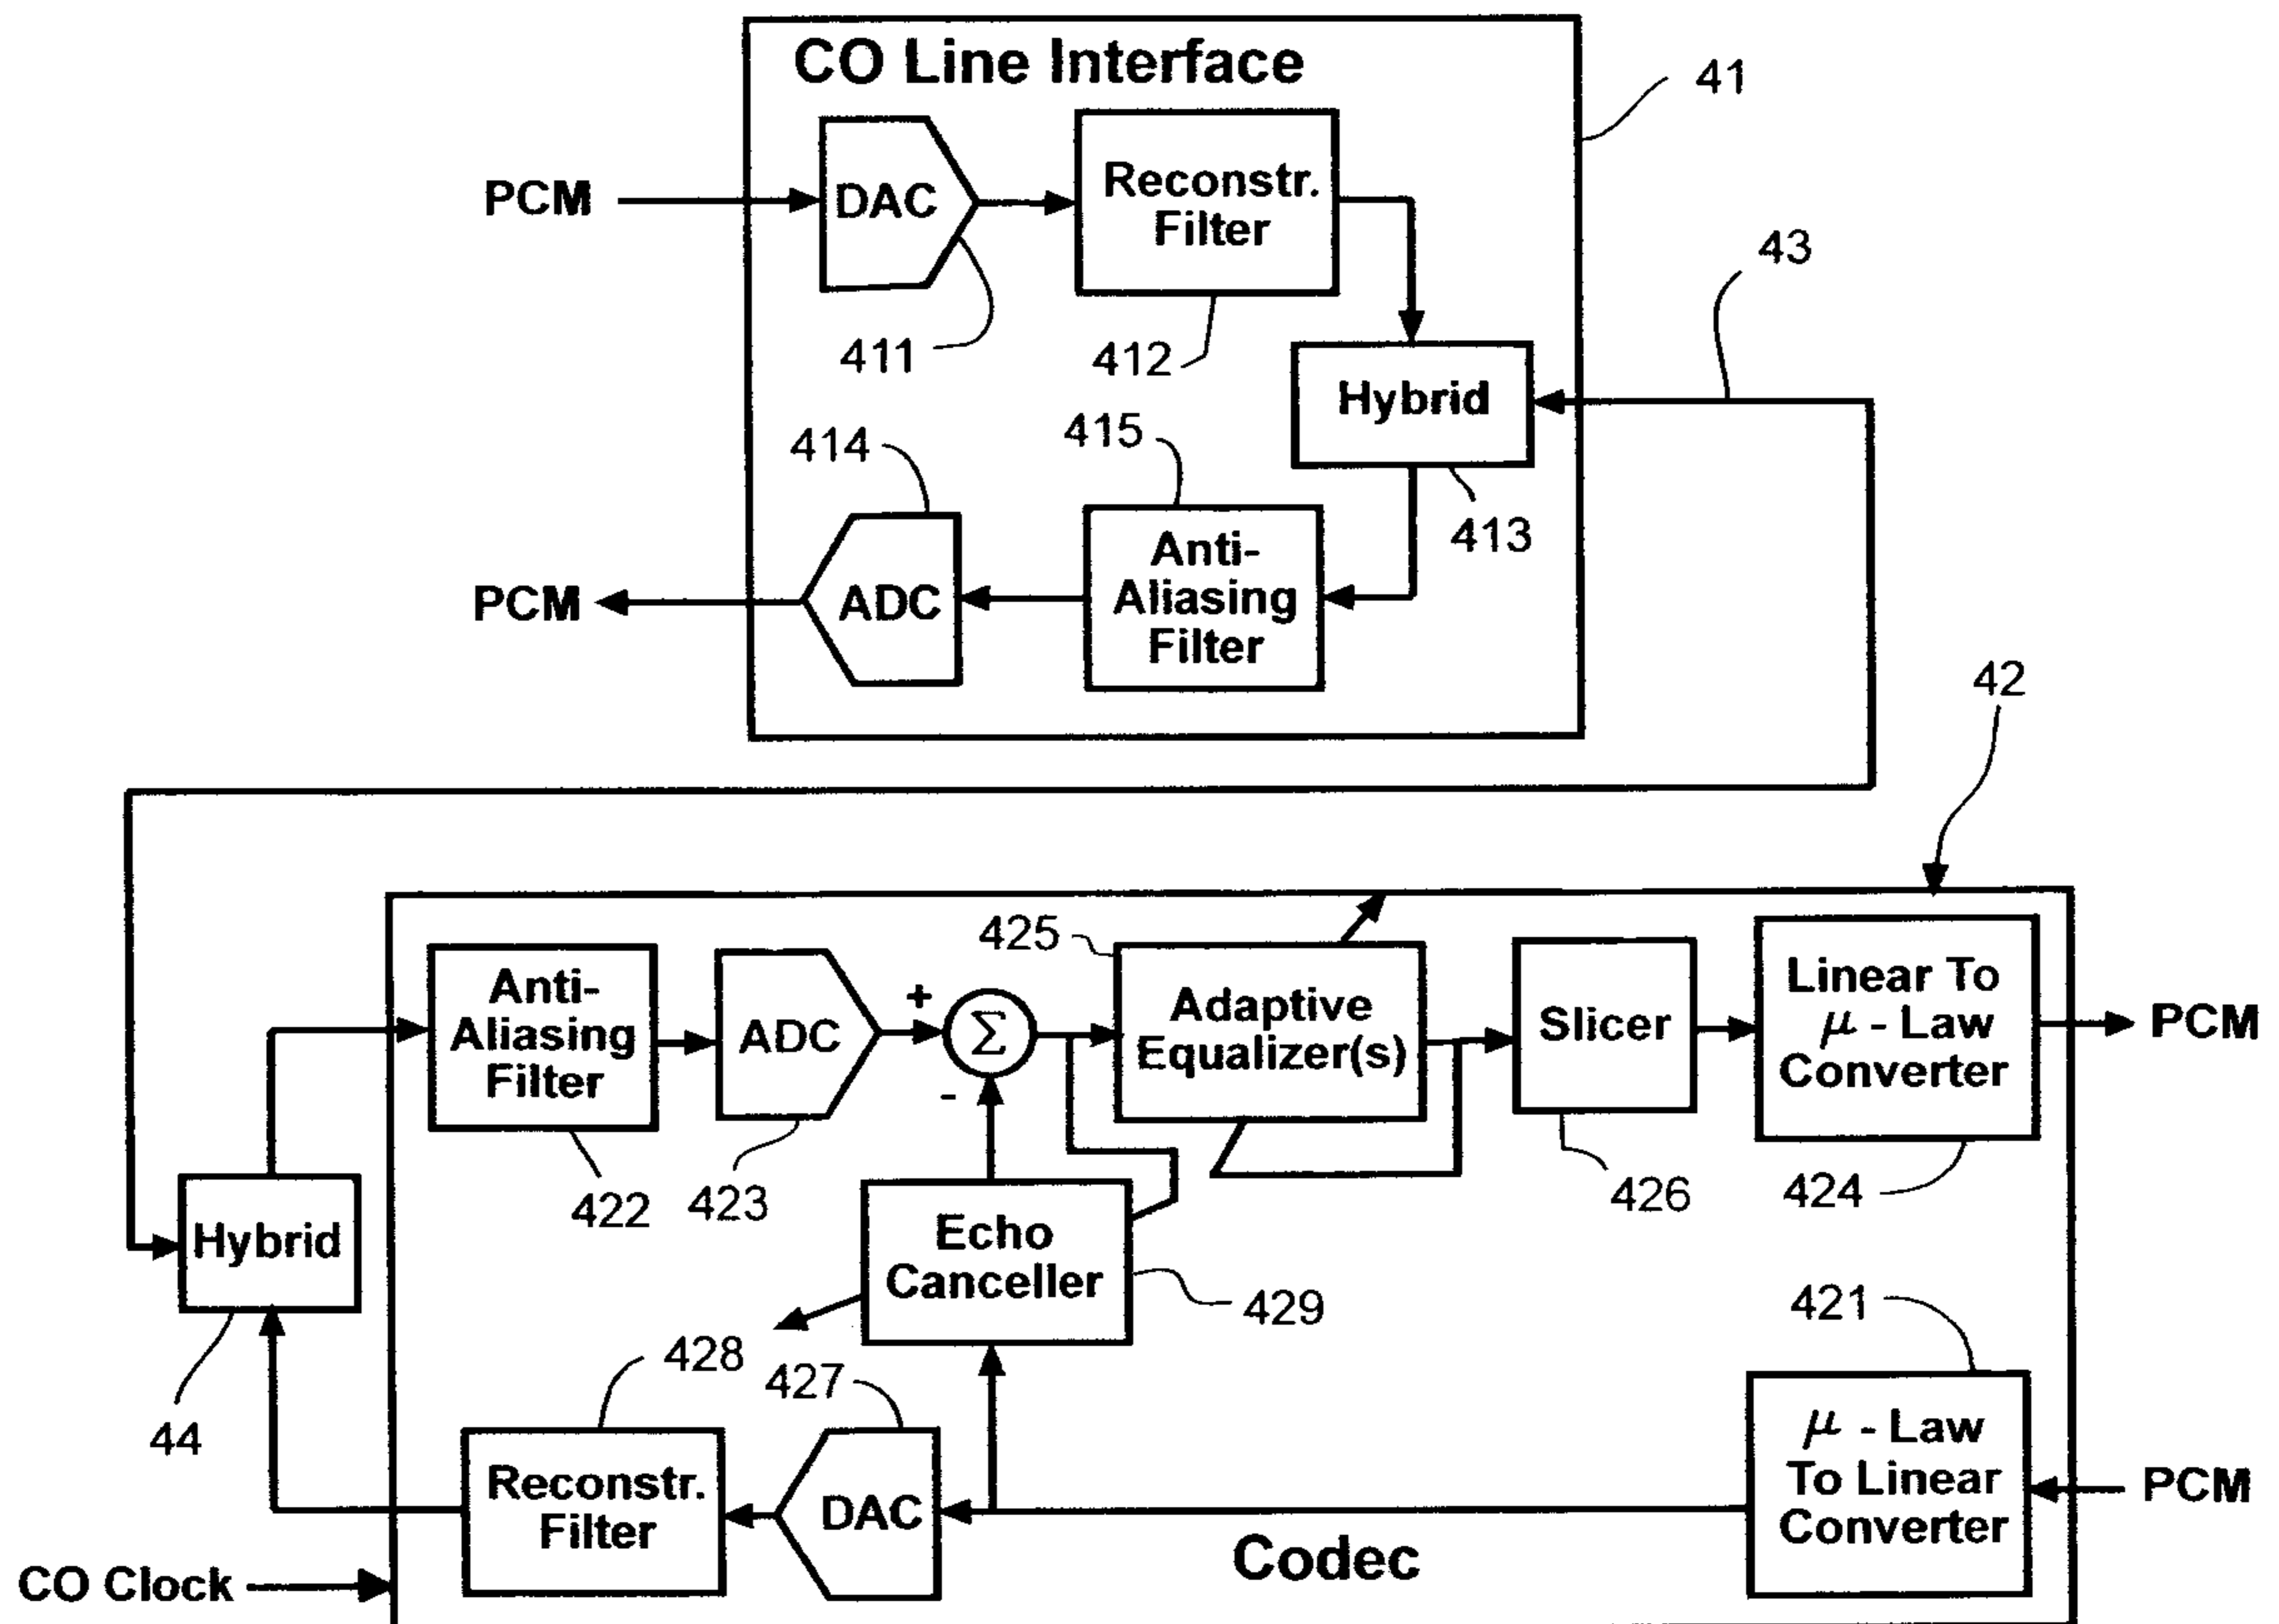 CO Line Interface
41
PCM
DAC
Reconstr.
Filter
43
411
412
Hybrid
414
415
413
Anti-
Aliasing
Filter
ADC
PCM
42
425
Anti-
Aliasing
Filter
ADC
+
Σ
-
Adaptive
Equalizer(s)
Slicer
Linear To
μ - Law
Converter
PCM
422
423
426
424
Hybrid
Echo
Canceller
429
421
428
427
44
Reconstr.
Filter
DAC
μ - Law
To Linear
Converter
PCM
Codec
CO Clock